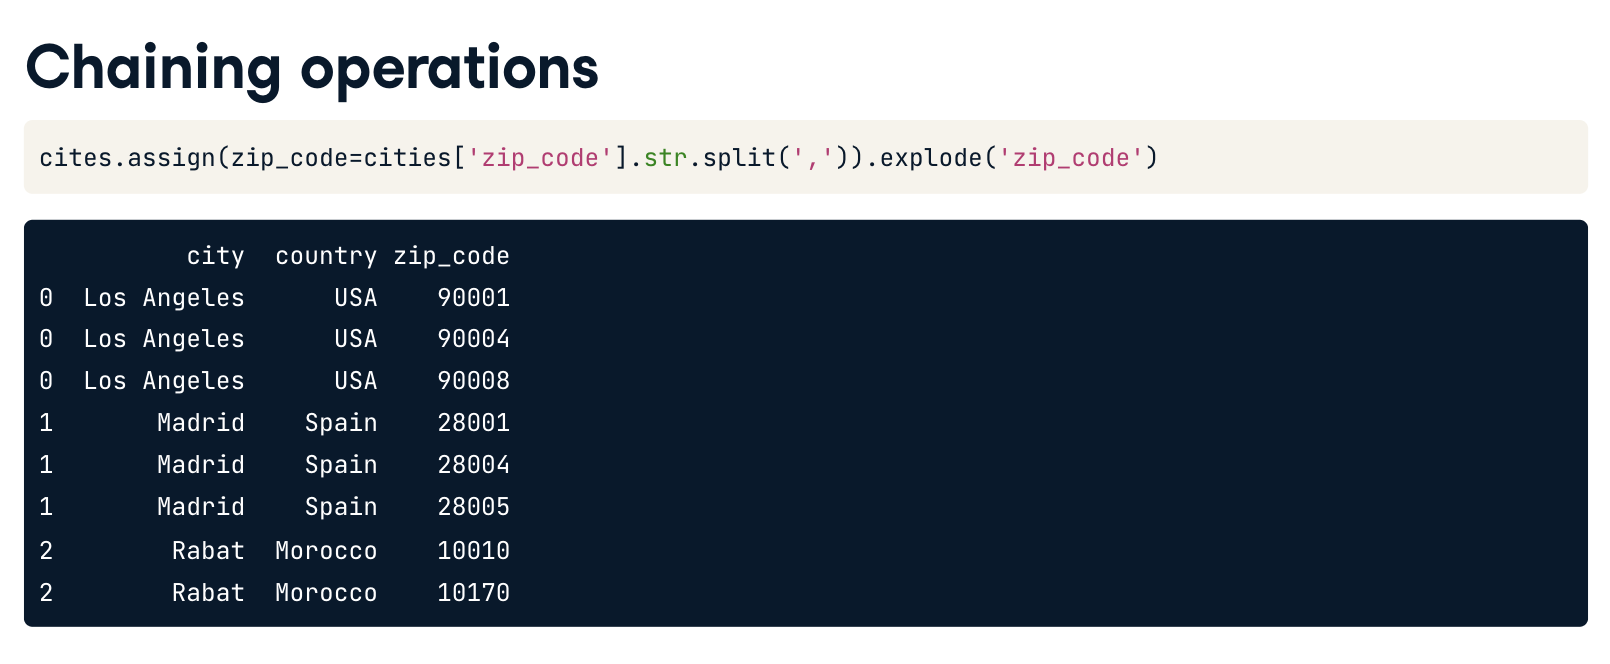 Chaining operations
cites.assign(zip_code=cities['zip_code'].str.split(',')).explode('zip_code')
city country zip_code
0 Los Angeles USA 90001
0 Los Angeles USA 90004
0 Los Angeles USA 90008
1 Madrid Spain 28001
1 Madrid Spain 28004
1 Madrid Spain 28005
2 Rabat Morocco 10010
2 Rabat Morocco 10170